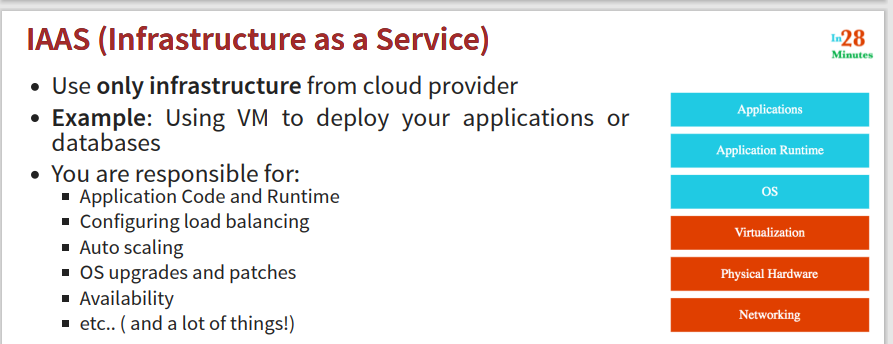 IAAS (Infrastructure as a Service)
In28
Minutes
• Use only infrastructure from cloud provider
• Example: Using VM to deploy your applications or
databases
• You are responsible for:
▪ Application Code and Runtime
▪ Configuring load balancing
▪ Auto scaling
▪ OS upgrades and patches
▪ Availability
▪ etc.. ( and a lot of things!)
Applications
Application Runtime
OS
Virtualization
Physical Hardware
Networking